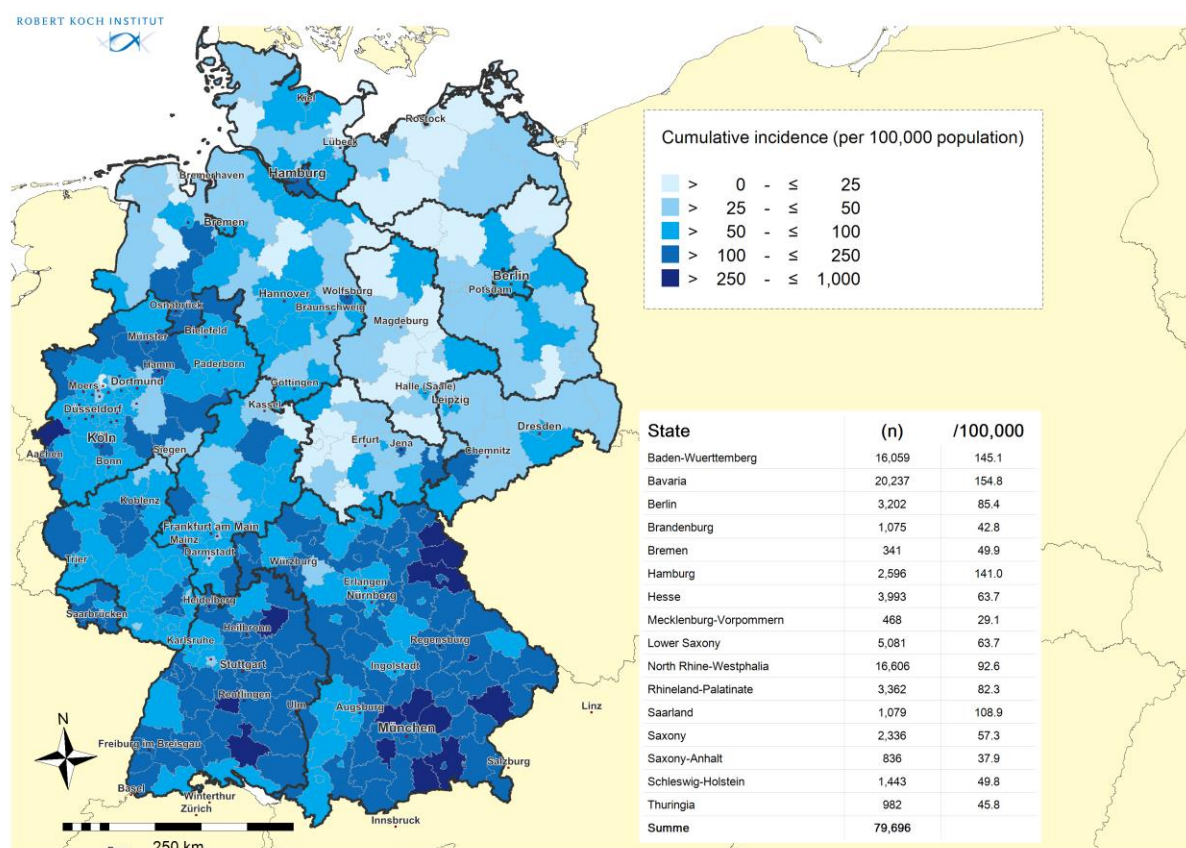 ROBERT KOCH INSTITUT
Kiel
Rostock
Lübeck
Bremerhaven
Hamburg
Bremen
Berlin
Potsdam
Hannover
Wolfsburg
Braunschweig
Osnabrück
Magdeburg
Bielefeld
Münster
Hamm
Paderborn
Moers
Dortmund
Göttingen
Halle (Saale)
Leipzig
Düsseldorf
Kassel
Dresden
Köln
Erfurt
Jena
Aachen
Siegen
Chemnitz
Bonn
Koblenz
Frankfurt am Main
Mainz
Darmstadt
Trier
Würzburg
Erlangen
Nürnberg
Heidelberg
Saarbrücken
Heilbronn
Karlsruhe
Regensburg
Stuttgart
Ingolstadt
Reutlingen
Ulm
Augsburg
Linz
München
N
Freiburg im Breisgau
Salzburg
Basel
Winterthur
Zürich
Innsbruck
250 km
Cumulative incidence (per 100,000 population)
> 0 - ≤ 25
> 25 - ≤ 50
> 50 - ≤ 100
> 100 - ≤ 250
> 250 - ≤ 1,000
State (n) /100,000
Baden-Wuerttemberg 16,059 145.1
Bavaria 20,237 154.8
Berlin 3,202 85.4
Brandenburg 1,075 42.8
Bremen 341 49.9
Hamburg 2,596 141.0
Hesse 3,993 63.7
Mecklenburg-Vorpommern 468 29.1
Lower Saxony 5,081 63.7
North Rhine-Westphalia 16,606 92.6
Rhineland-Palatinate 3,362 82.3
Saarland 1,079 108.9
Saxony 2,336 57.3
Saxony-Anhalt 836 37.9
Schleswig-Holstein 1,443 49.8
Thuringia 982 45.8
Summe 79,696